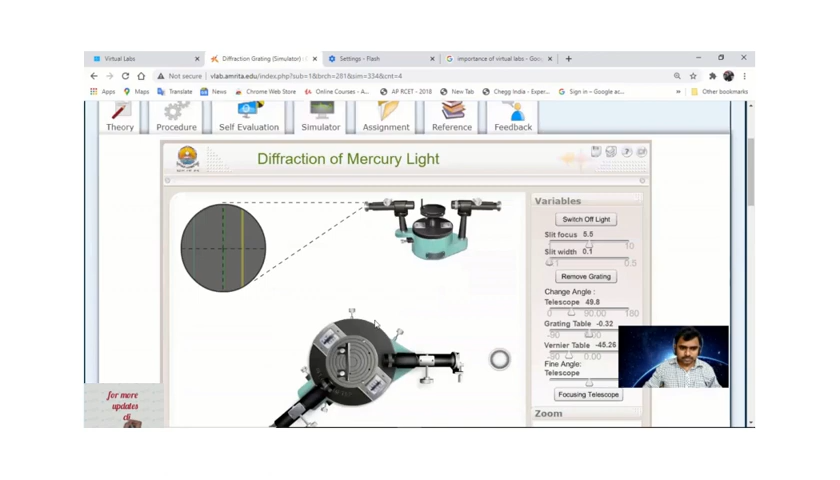 Virtual Labs
Diffraction Grating (Simulator)
Settings - Flash
importance of virtual labs - Goo
Not secure
vlab.amrita.edu/index.php?sub=1&brch=281&sim=334&cnt=4
Apps
Maps
Translate
News
Chrome Web Store
Online Courses - A...
AP RCET - 2018
New Tab
Chegg India - Exper...
Sign in - Google ac...
»
Other bookmarks
Theory
Procedure
Self Evaluation
Simulator
Assignment
Reference
Feedback
Diffraction of Mercury Light
Variables
Switch Off Light
Slit focus 5.5
10
Slit width 0.1
0.5
Remove Grating
Change Angle :
Telescope 49.8
0 90.00 180
Grating Table -0.32
-90
Vernier Table -45.26
-90 0.00
Fine Angle:
Telescope
Focusing Telescope
Zoom
for more
updates
cli